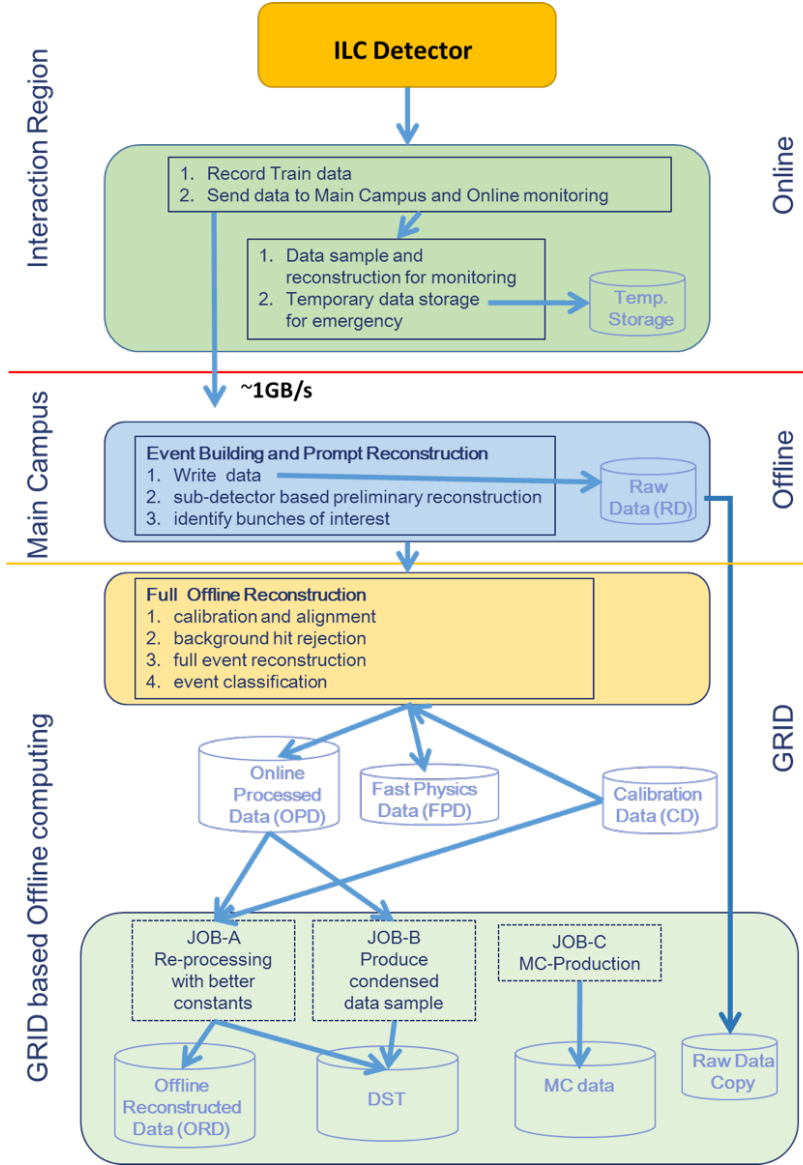 ILC Detector
Interaction Region
Online
1. Record Train data
2. Send data to Main Campus and Online monitoring
1. Data sample and
reconstruction for monitoring
2. Temporary data storage
for emergency
Temp.
Storage
~1GB/s
Main Campus
Offline
Event Building and Prompt Reconstruction
1. Write data
2. sub-detector based preliminary reconstruction
3. identify bunches of interest
Raw
Data (RD)
GRID based Offline computing
GRID
Full Offline Reconstruction
1. calibration and alignment
2. background hit rejection
3. full event reconstruction
4. event classification
Online
Processed
Data (OPD)
Fast Physics
Data (FPD)
Calibration
Data (CD)
JOB-A
Re-processing
with better
constants
JOB-B
Produce
condensed
data sample
JOB-C
MC-Production
Offline
Reconstructed
Data (ORD)
DST
MC data
Raw Data
Copy